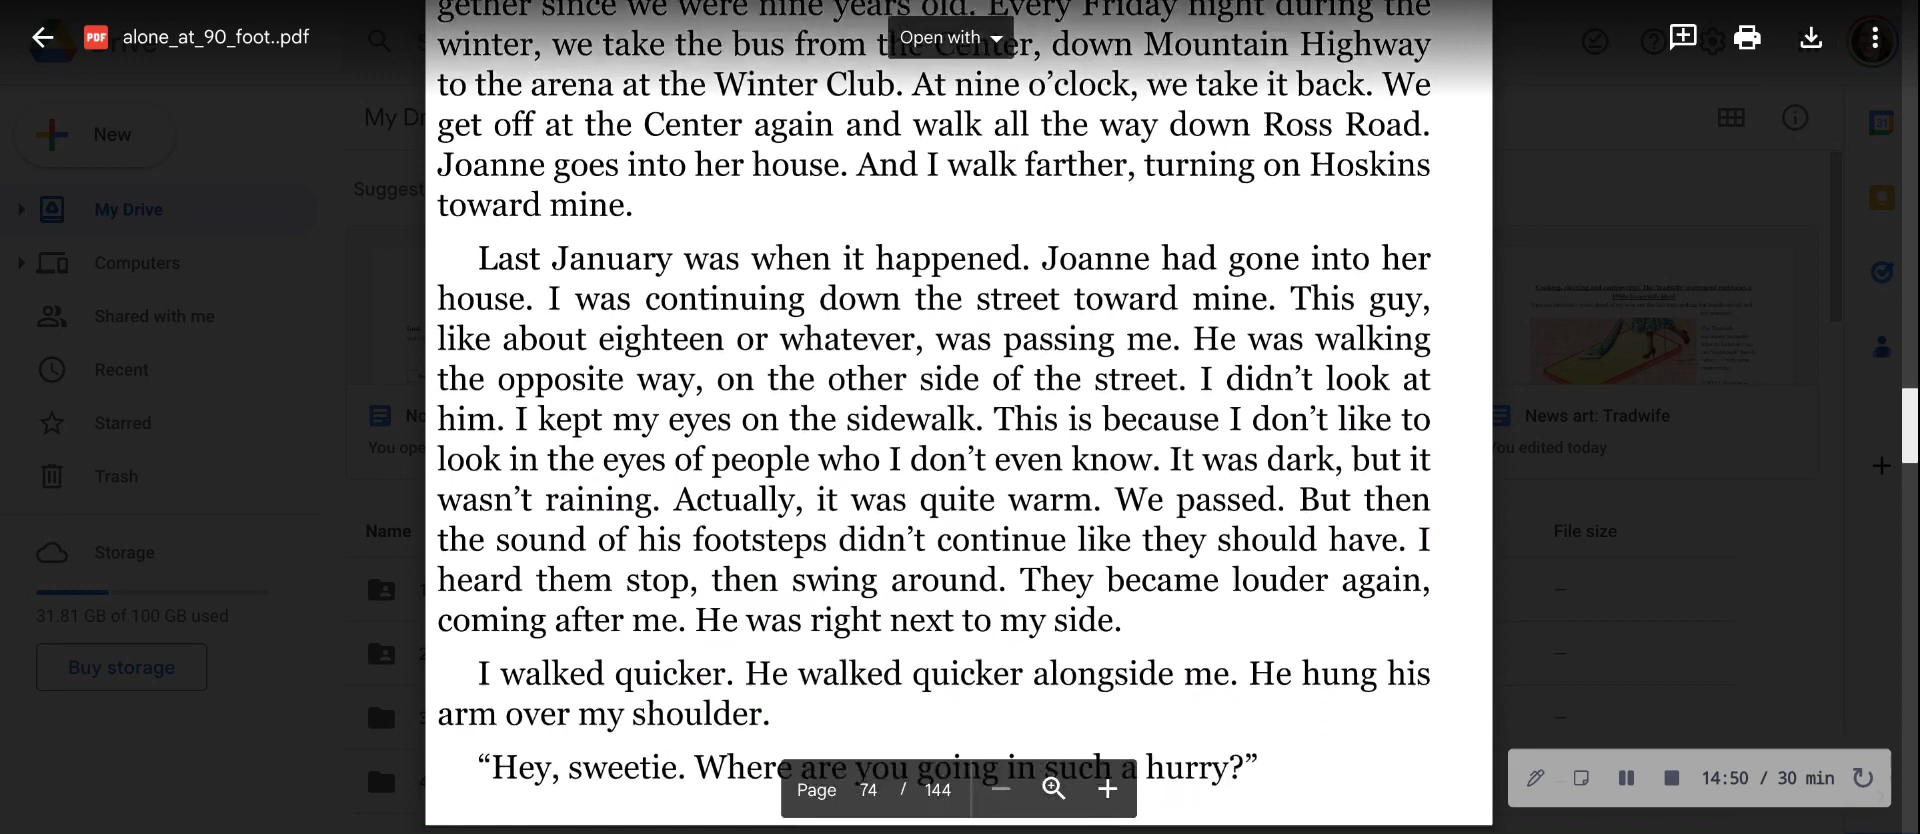 gether since we were nine years old. Every Friday night during the
alone_at_90_foot..pdf
PDF
Open with
winter, we take the bus from the Center, down Mountain Highway
to the arena at the Winter Club. At nine o’clock, we take it back. We
get off at the Center again and walk all the way down Ross Road.
Joanne goes into her house. And I walk farther, turning on Hoskins
toward mine.
Last January was when it happened. Joanne had gone into her
house. I was continuing down the street toward mine. This guy,
like about eighteen or whatever, was passing me. He was walking
the opposite way, on the other side of the street. I didn’t look at
him. I kept my eyes on the sidewalk. This is because I don’t like to
look in the eyes of people who I don’t even know. It was dark, but it
wasn’t raining. Actually, it was quite warm. We passed. But then
the sound of his footsteps didn’t continue like they should have. I
heard them stop, then swing around. They became louder again,
coming after me. He was right next to my side.
I walked quicker. He walked quicker alongside me. He hung his
arm over my shoulder.
“Hey, sweetie. Where are you going in such a hurry?”
Page 74 / 144
New
My Drive
Computers
Shared with me
Recent
Starred
Trash
Storage
31.81 GB of 100 GB used
Buy storage
My Dr
Suggest
No
You ope
Name
News art: Tradwife
You edited today
File size
31
14:50 / 30 min